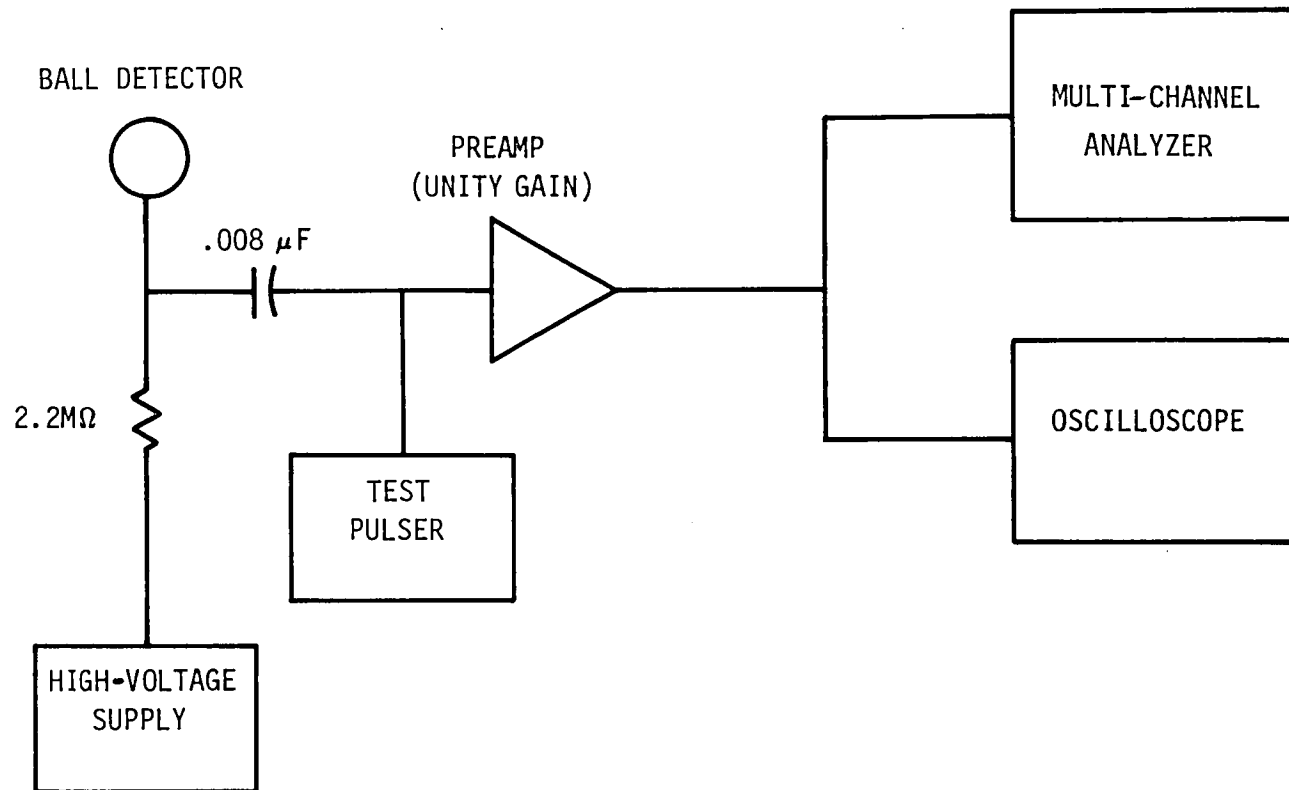 BALL DETECTOR
PREAMP
(UNITY GAIN)
.008 μF
MULTI-CHANNEL
ANALYZER
2.2MΩ
TEST
PULSER
OSCILLOSCOPE
HIGH-VOLTAGE
SUPPLY